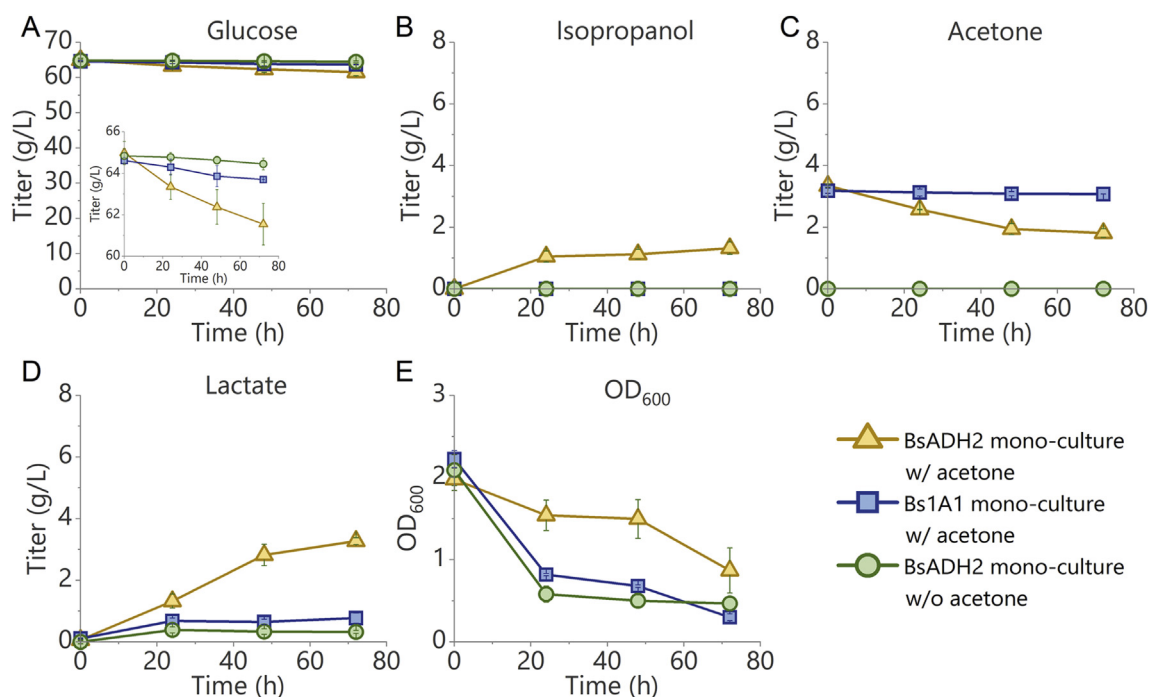 A
Glucose
70
60
50
40
30
20
10
0
Titer (g/L)
0 20 40 60 80
Time (h)
66
64
62
60
Titer (g/L)
0 20 40 60 80
Time (h)
B
Isopropanol
8
6
4
2
0
Titer (g/L)
0 20 40 60 80
Time (h)
C
Acetone
8
6
4
2
0
Titer (g/L)
0 20 40 60 80
Time (h)
D
Lactate
8
6
4
2
0
Titer (g/L)
0 20 40 60 80
Time (h)
E
OD600
3
2
1
0
OD600
0 20 40 60 80
Time (h)
BsADH2 mono-culture
w/ acetone
Bs1A1 mono-culture
w/ acetone
BsADH2 mono-culture
w/o acetone